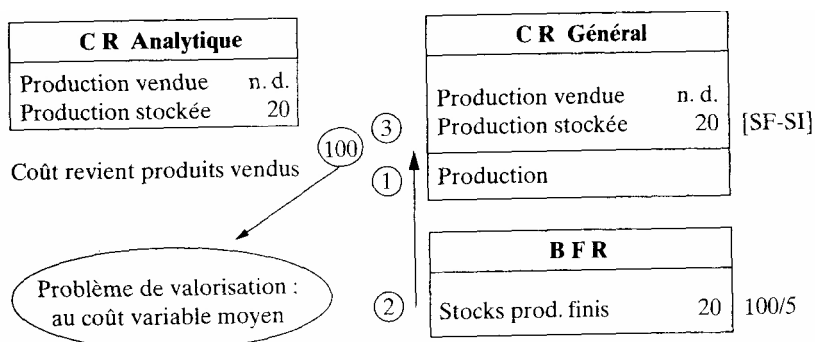 C R Analytique
Production vendue n. d.
Production stockée 20
Coût revient produits vendus
100
Problème de valorisation :
au coût variable moyen
3
1
2
C R Général
Production vendue n. d.
Production stockée 20 [SF-SI]
Production
B F R
Stocks prod. finis 20 100/5